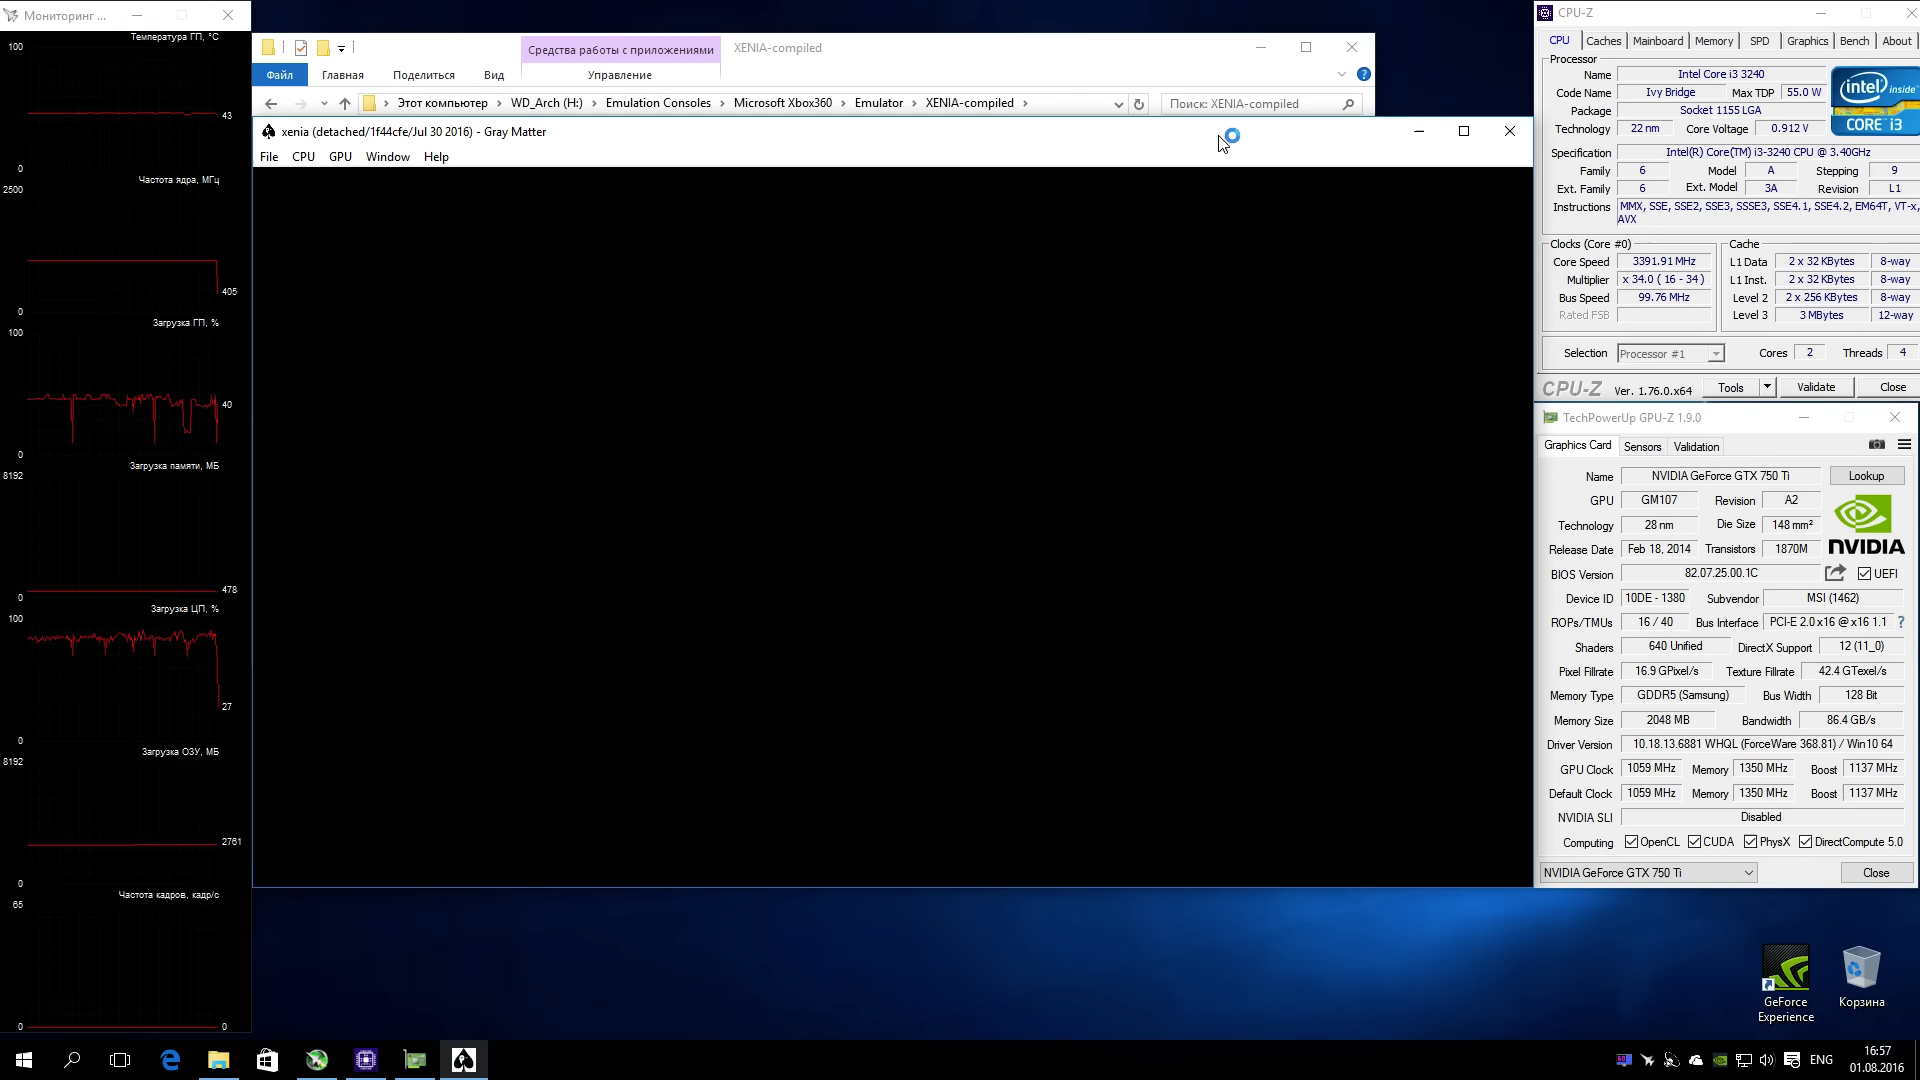 Мониторинг ...
Температура ГП, °C
100
43
0
Частота ядра, МГц
2500
405
0
Загрузка ГП, %
100
40
0
Загрузка памяти, МБ
8192
478
0
Загрузка ЦП, %
100
27
0
Загрузка ОЗУ, МБ
8192
2761
0
Частота кадров, кадр/с
65
0
0
Средства работы с приложениями
XENIA-compiled
Файл
Главная
Поделиться
Вид
Управление
Этот компьютер > WD_Arch (H:) > Emulation Consoles > Microsoft Xbox360 > Emulator > XENIA-compiled >
Поиск: XENIA-compiled
xenia (detached/1f44cfe/Jul 30 2016) - Gray Matter
File CPU GPU Window Help
CPU-Z
CPU Caches Mainboard Memory SPD Graphics Bench About
Processor
Name Intel Core i3 3240
Code Name Ivy Bridge Max TDP 55.0 W
Package Socket 1155 LGA
Technology 22 nm Core Voltage 0.912 V
intel inside™
CORE i3
Specification Intel(R) Core(TM) i3-3240 CPU @ 3.40GHz
Family 6 Model A Stepping 9
Ext. Family 6 Ext. Model 3A Revision L1
Instructions MMX, SSE, SSE2, SSE3, SSSE3, SSE4.1, SSE4.2, EM64T, VT-x,
AVX
Clocks (Core #0)
Core Speed 3391.91 MHz
Multiplier x 34.0 ( 16 - 34 )
Bus Speed 99.76 MHz
Rated FSB
Cache
L1 Data 2 x 32 KBytes 8-way
L1 Inst. 2 x 32 KBytes 8-way
Level 2 2 x 256 KBytes 8-way
Level 3 3 MBytes 12-way
Selection Processor #1 Cores 2 Threads 4
CPU-Z Ver. 1.76.0.x64 Tools Validate Close
TechPowerUp GPU-Z 1.9.0
Graphics Card Sensors Validation
Name NVIDIA GeForce GTX 750 Ti Lookup
GPU GM107 Revision A2
Technology 28 nm Die Size 148 mm²
Release Date Feb 18, 2014 Transistors 1870M
NVIDIA
BIOS Version 82.07.25.00.1C UEFI
Device ID 10DE - 1380 Subvendor MSI (1462)
ROPs/TMUs 16 / 40 Bus Interface PCI-E 2.0 x16 @ x16 1.1 ?
Shaders 640 Unified DirectX Support 12 (11_0)
Pixel Fillrate 16.9 GPixel/s Texture Fillrate 42.4 GTexel/s
Memory Type GDDR5 (Samsung) Bus Width 128 Bit
Memory Size 2048 MB Bandwidth 86.4 GB/s
Driver Version 10.18.13.6881 WHQL (ForceWare 368.81) / Win10 64
GPU Clock 1059 MHz Memory 1350 MHz Boost 1137 MHz
Default Clock 1059 MHz Memory 1350 MHz Boost 1137 MHz
NVIDIA SLI Disabled
Computing OpenCL CUDA PhysX DirectCompute 5.0
NVIDIA GeForce GTX 750 Ti Close
GeForce
Experience
Корзина
ENG
16:57
01.08.2016